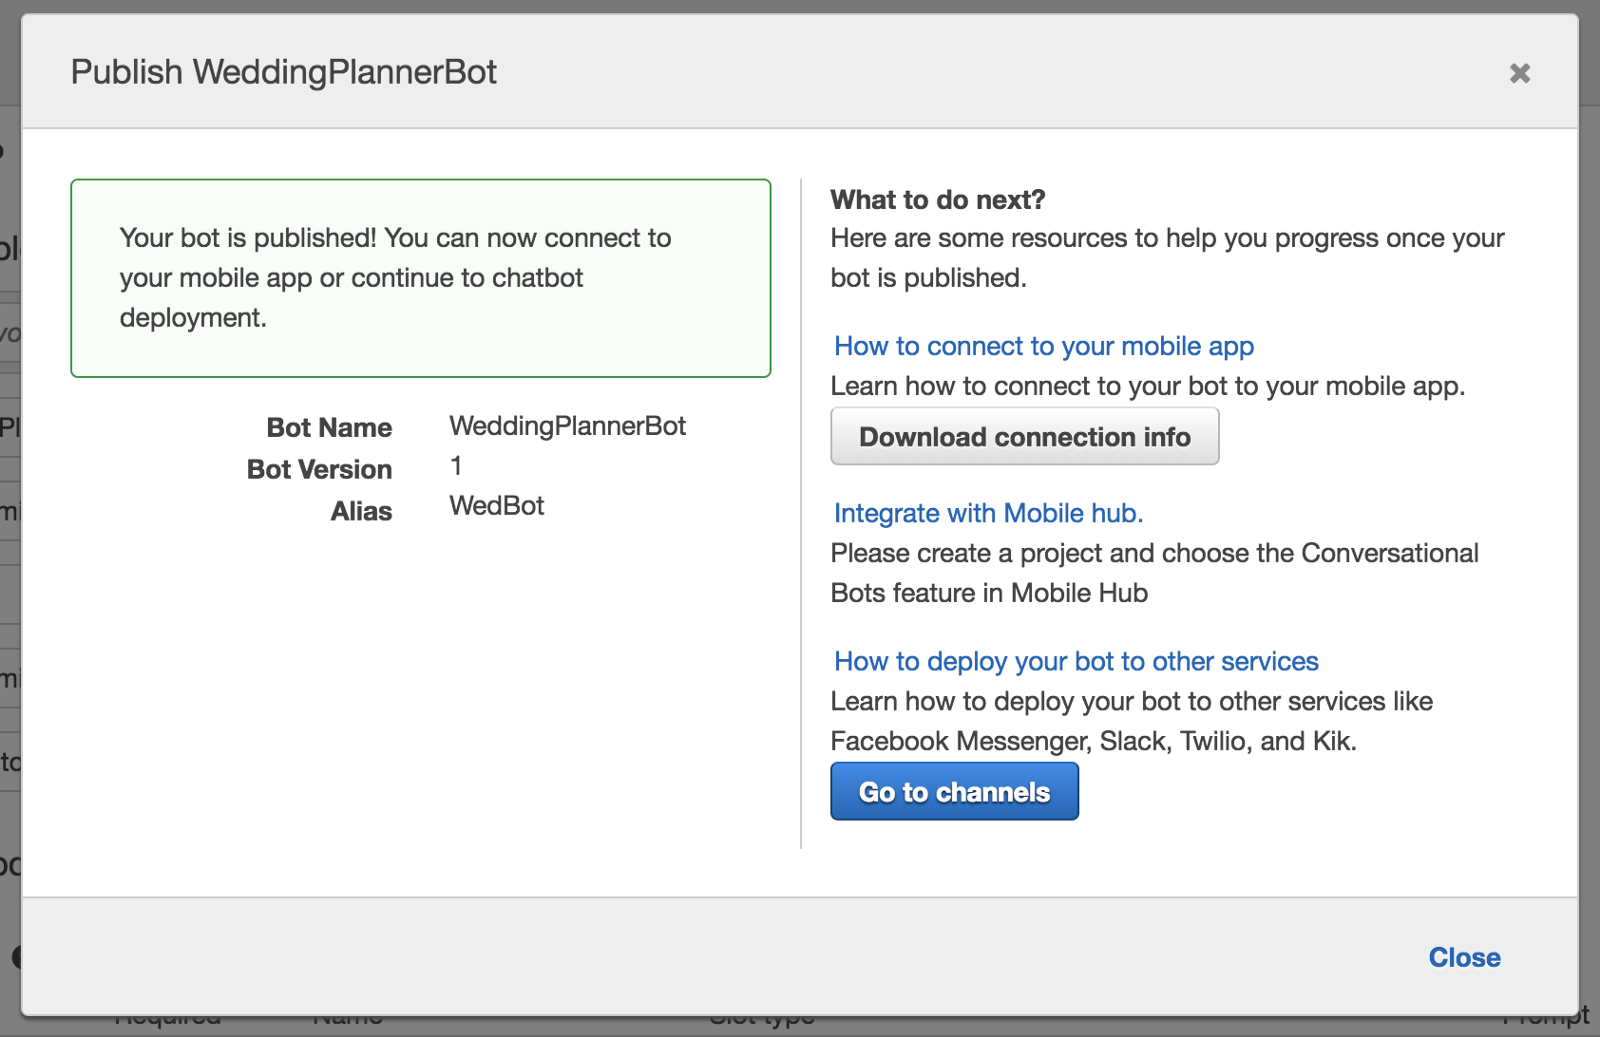 Publish WeddingPlannerBot
Your bot is published! You can now connect to
your mobile app or continue to chatbot
deployment.
Bot Name WeddingPlannerBot
Bot Version 1
Alias WedBot
What to do next?
Here are some resources to help you progress once your
bot is published.
How to connect to your mobile app
Learn how to connect to your bot to your mobile app.
Download connection info
Integrate with Mobile hub.
Please create a project and choose the Conversational
Bots feature in Mobile Hub
How to deploy your bot to other services
Learn how to deploy your bot to other services like
Facebook Messenger, Slack, Twilio, and Kik.
Go to channels
Close
Required Name Slot type Prompt